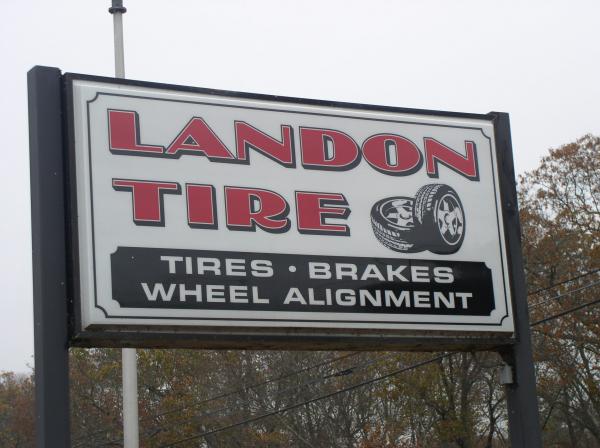 LANDON
TIRE
TIRES · BRAKES
WHEEL ALIGNMENT